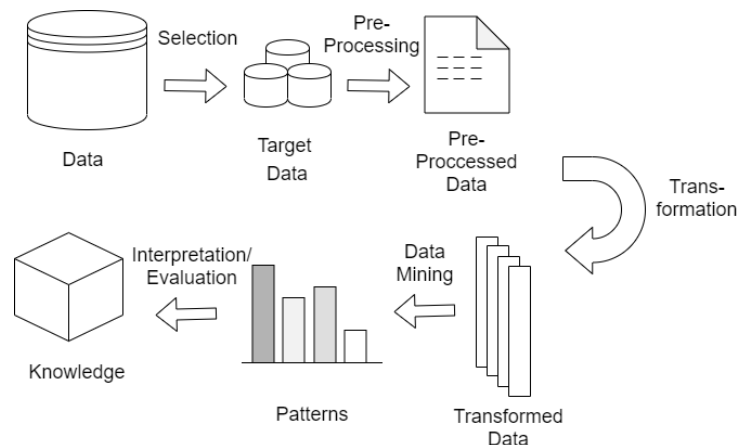 Selection
Pre-
Processing
Data
Target
Data
Pre-
Proccessed
Data
Trans-
formation
Data
Mining
Interpretation/
Evaluation
Knowledge
Patterns
Transformed
Data